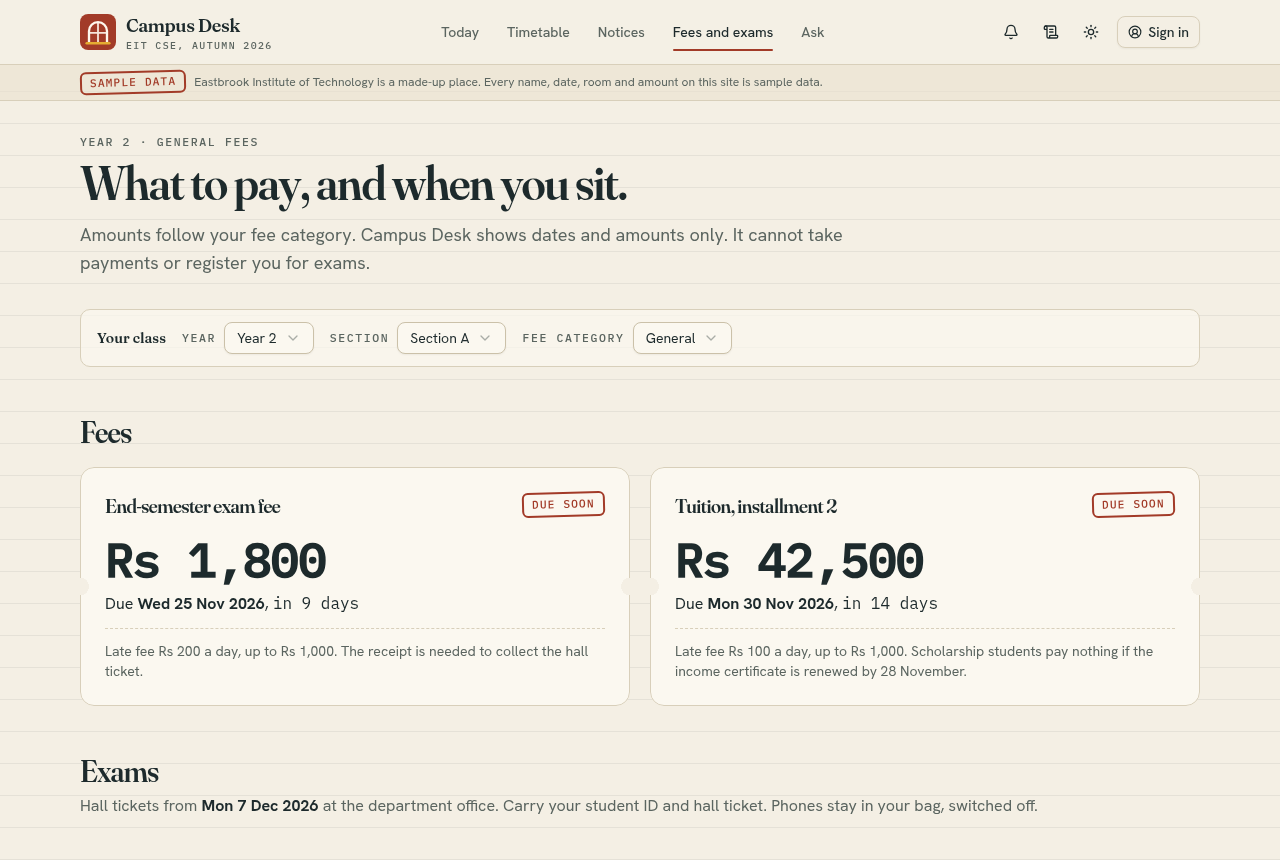 Campus Desk
EIT CSE, AUTUMN 2026
Today
Timetable
Notices
Fees and exams
Ask
Sign in
SAMPLE DATA
Eastbrook Institute of Technology is a made-up place. Every name, date, room and amount on this site is sample data.
YEAR 2 · GENERAL FEES
What to pay, and when you sit.
Amounts follow your fee category. Campus Desk shows dates and amounts only. It cannot take
payments or register you for exams.
Your class
YEAR
Year 2
SECTION
Section A
FEE CATEGORY
General
Fees
End-semester exam fee
DUE SOON
Rs 1,800
Due Wed 25 Nov 2026, in 9 days
Late fee Rs 200 a day, up to Rs 1,000. The receipt is needed to collect the hall
ticket.
Tuition, installment 2
DUE SOON
Rs 42,500
Due Mon 30 Nov 2026, in 14 days
Late fee Rs 100 a day, up to Rs 1,000. Scholarship students pay nothing if the
income certificate is renewed by 28 November.
Exams
Hall tickets from Mon 7 Dec 2026 at the department office. Carry your student ID and hall ticket. Phones stay in your bag, switched off.